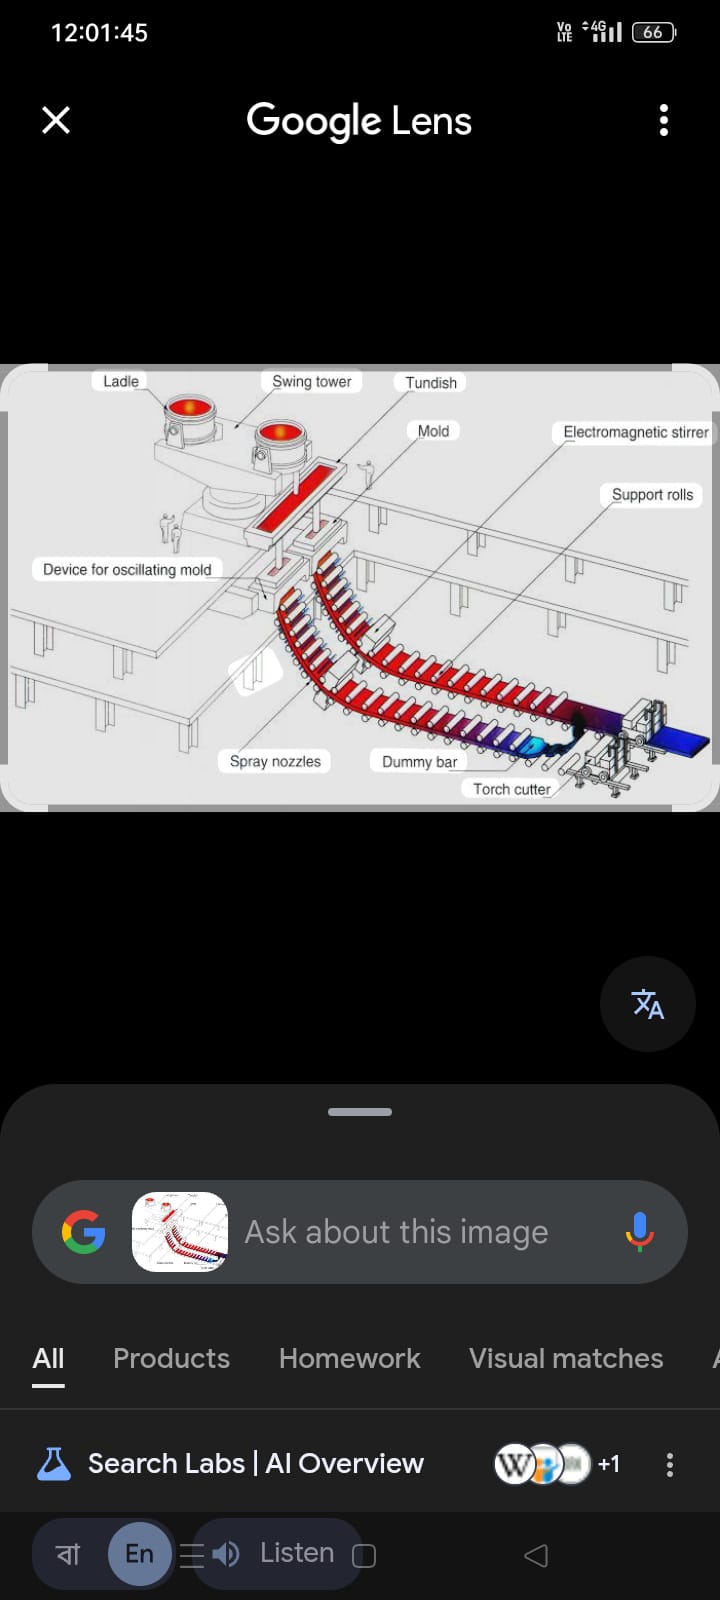 12:01:45
Vo
LTE
4G
66
Google Lens
Ladle
Swing tower
Tundish
Mold
Electromagnetic stirrer
Support rolls
Device for oscillating mold
Spray nozzles
Dummy bar
Torch cutter
文A
G
Ask about this image
All Products Homework Visual matches
Search Labs | AI Overview
W
+1
বা En Listen